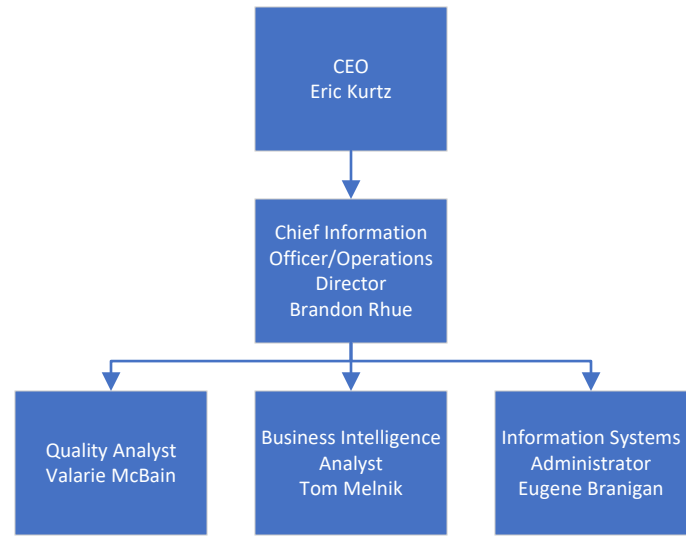 CEO
Eric Kurtz
Chief Information
Officer/Operations
Director
Brandon Rhue
Quality Analyst
Valarie McBain
Business Intelligence
Analyst
Tom Melnik
Information Systems
Administrator
Eugene Branigan